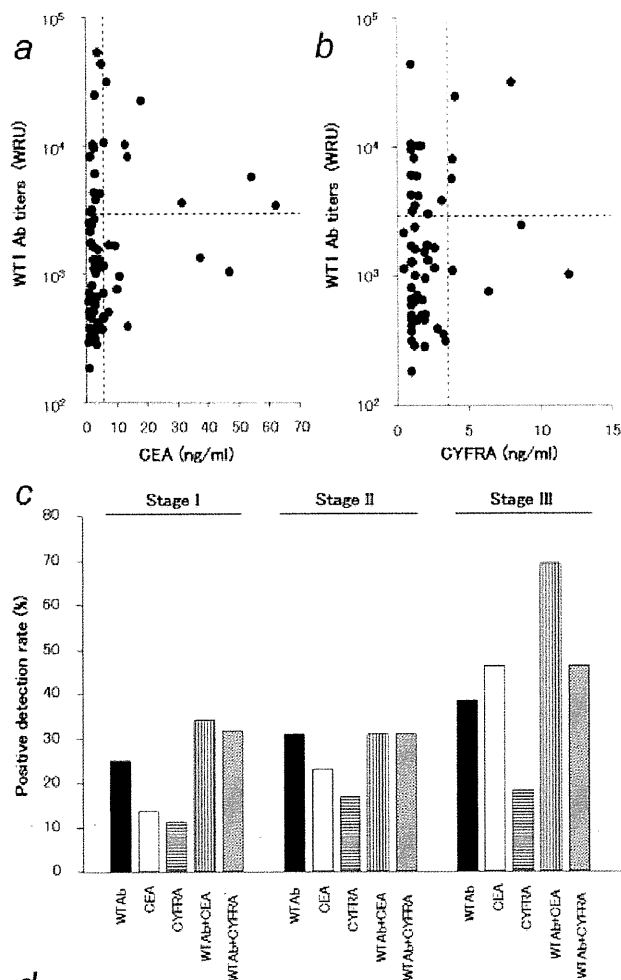 a
WT1 Ab titers (WRU)
10⁵
10⁴
10³
10²
0 10 20 30 40 50 60 70
CEA (ng/ml)
b
WT1 Ab titers (WRU)
10⁵
10⁴
10³
10²
0 5 10 15
CYFRA (ng/ml)
c
Stage I Stage II Stage III
Positive detection rate (%)
80
70
60
50
40
30
20
10
0
WTAb CEA CYFRA WTAb+CEA WTAb+CYFRA WTAb CEA CYFRA WTAb+CEA WTAb+CYFRA WTAb CEA CYFRA WTAb+CEA WTAb+CYFRA